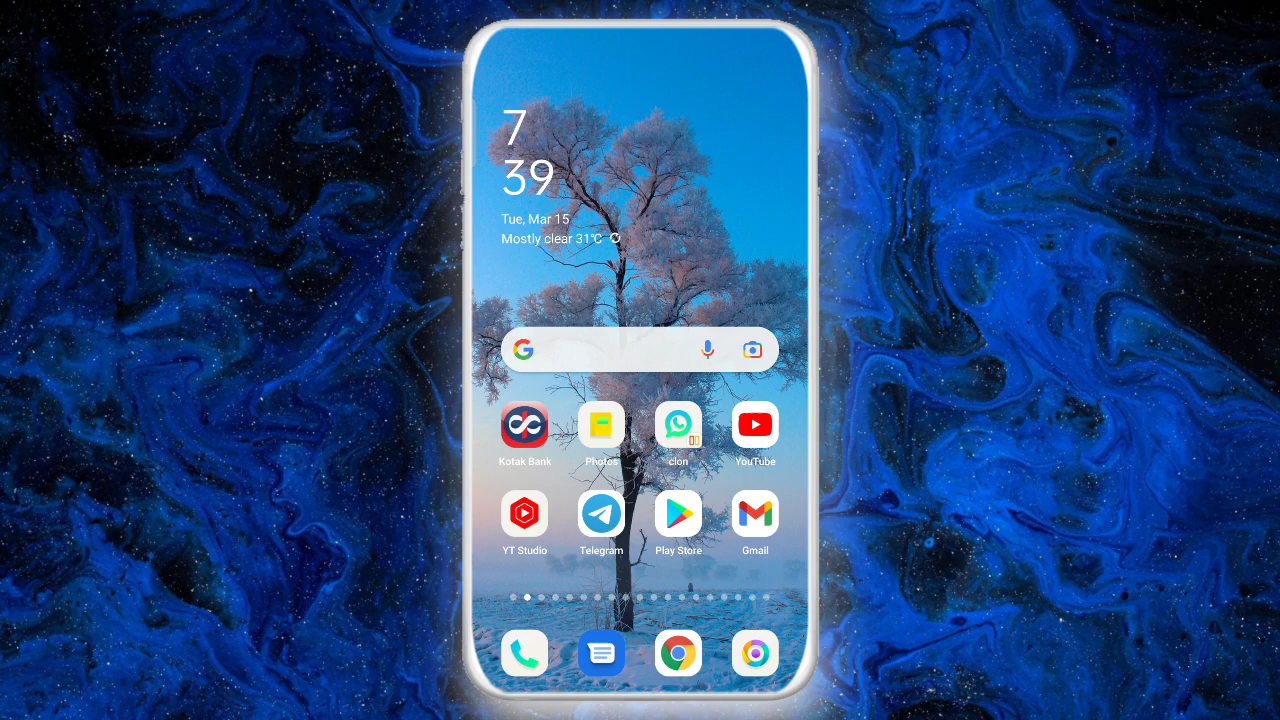 7
39
Tue, Mar 15
Mostly clear 31°C
Kotak Bank
Photos
clon
YouTube
YT Studio
Telegram
Play Store
Gmail